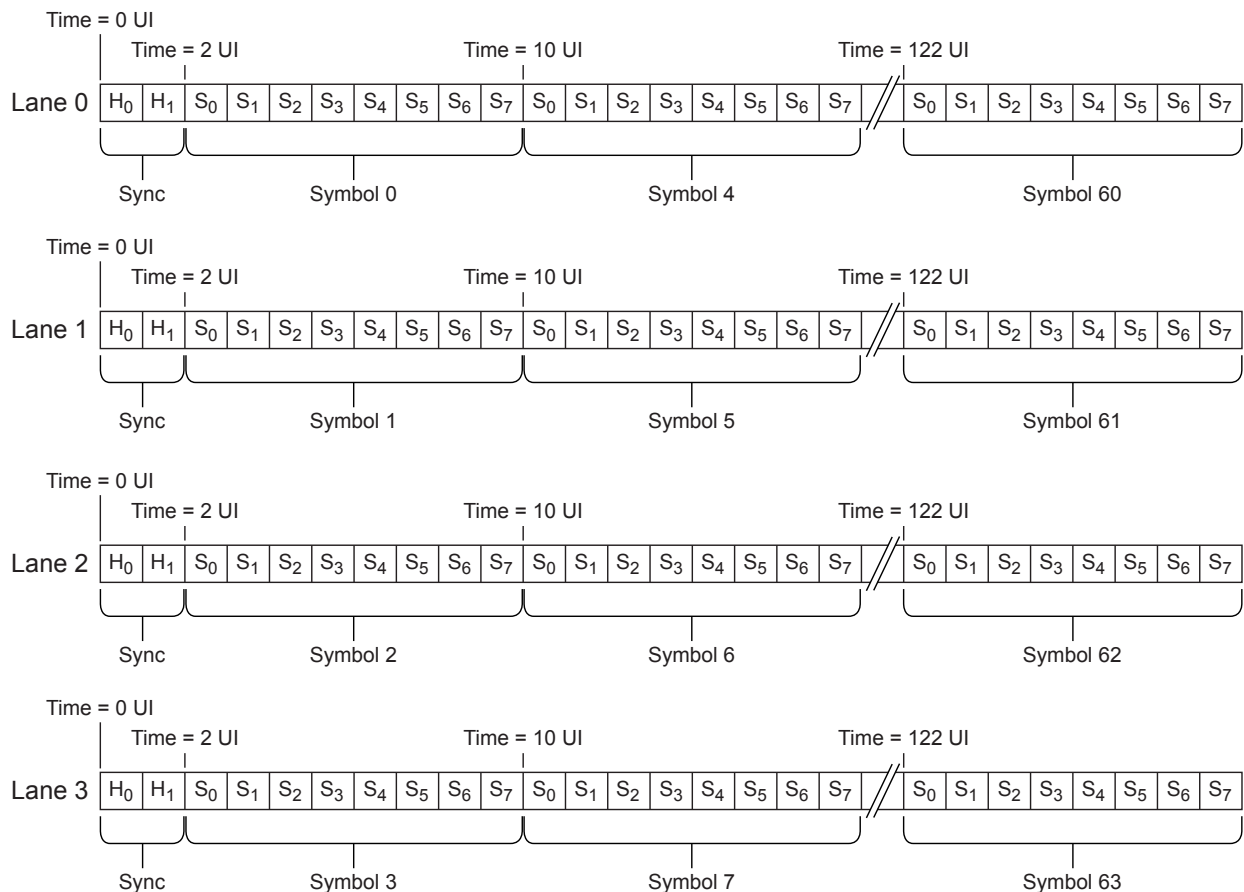 Time = 0 UI
Time = 2 UI Time = 10 UI Time = 122 UI
Lane 0 H₀ H₁ S₀ S₁ S₂ S₃ S₄ S₅ S₆ S₇ S₀ S₁ S₂ S₃ S₄ S₅ S₆ S₇ S₀ S₁ S₂ S₃ S₄ S₅ S₆ S₇
Sync Symbol 0 Symbol 4 Symbol 60
Time = 0 UI
Time = 2 UI Time = 10 UI Time = 122 UI
Lane 1 H₀ H₁ S₀ S₁ S₂ S₃ S₄ S₅ S₆ S₇ S₀ S₁ S₂ S₃ S₄ S₅ S₆ S₇ S₀ S₁ S₂ S₃ S₄ S₅ S₆ S₇
Sync Symbol 1 Symbol 5 Symbol 61
Time = 0 UI
Time = 2 UI Time = 10 UI Time = 122 UI
Lane 2 H₀ H₁ S₀ S₁ S₂ S₃ S₄ S₅ S₆ S₇ S₀ S₁ S₂ S₃ S₄ S₅ S₆ S₇ S₀ S₁ S₂ S₃ S₄ S₅ S₆ S₇
Sync Symbol 2 Symbol 6 Symbol 62
Time = 0 UI
Time = 2 UI Time = 10 UI Time = 122 UI
Lane 3 H₀ H₁ S₀ S₁ S₂ S₃ S₄ S₅ S₆ S₇ S₀ S₁ S₂ S₃ S₄ S₅ S₆ S₇ S₀ S₁ S₂ S₃ S₄ S₅ S₆ S₇
Sync Symbol 3 Symbol 7 Symbol 63